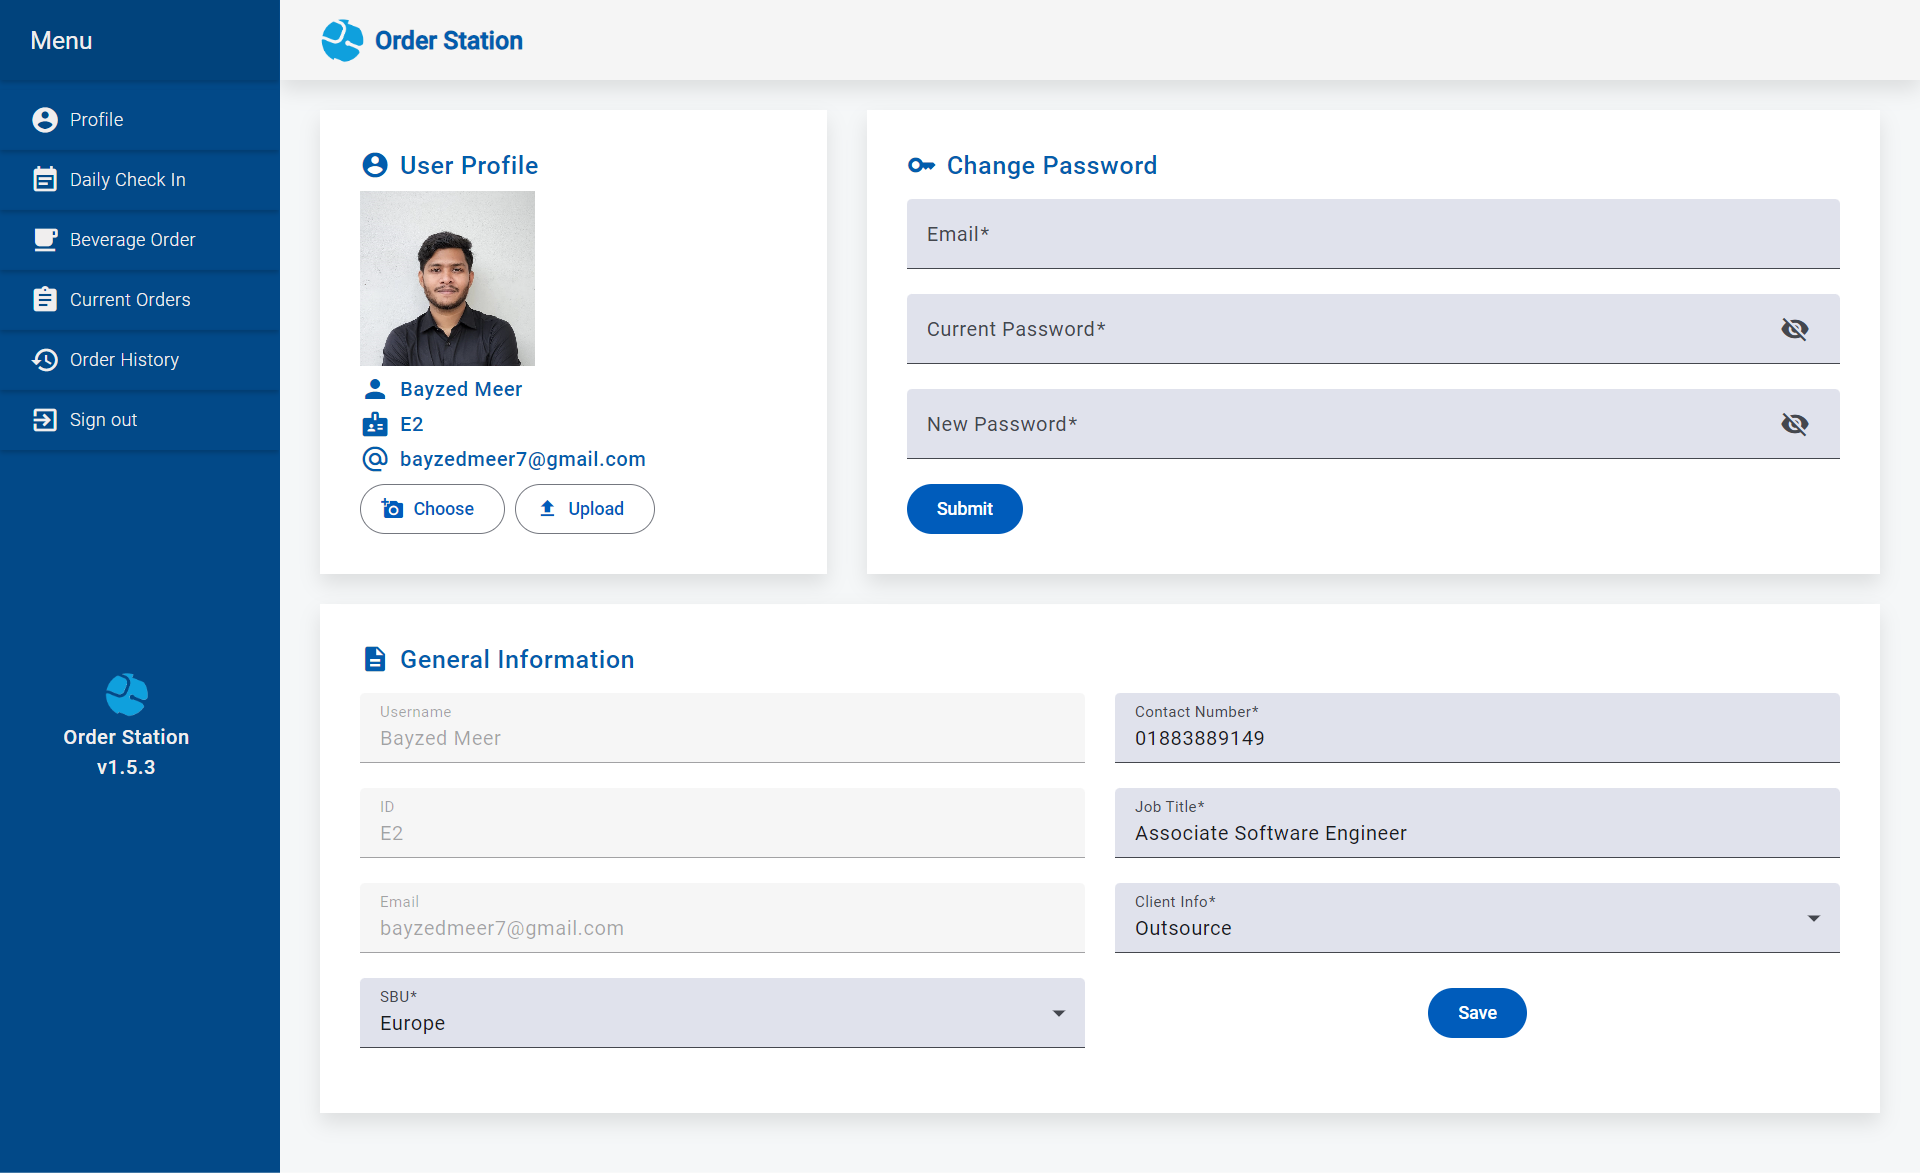 Menu
Order Station
Profile
Daily Check In
Beverage Order
Current Orders
Order History
Sign out
Order Station
v1.5.3
User Profile
Bayzed Meer
E2
bayzedmeer7@gmail.com
Choose
Upload
Change Password
Email*
Current Password*
New Password*
Submit
General Information
Username
Bayzed Meer
Contact Number*
01883889149
ID
E2
Job Title*
Associate Software Engineer
Email
bayzedmeer7@gmail.com
Client Info*
Outsource
SBU*
Europe
Save